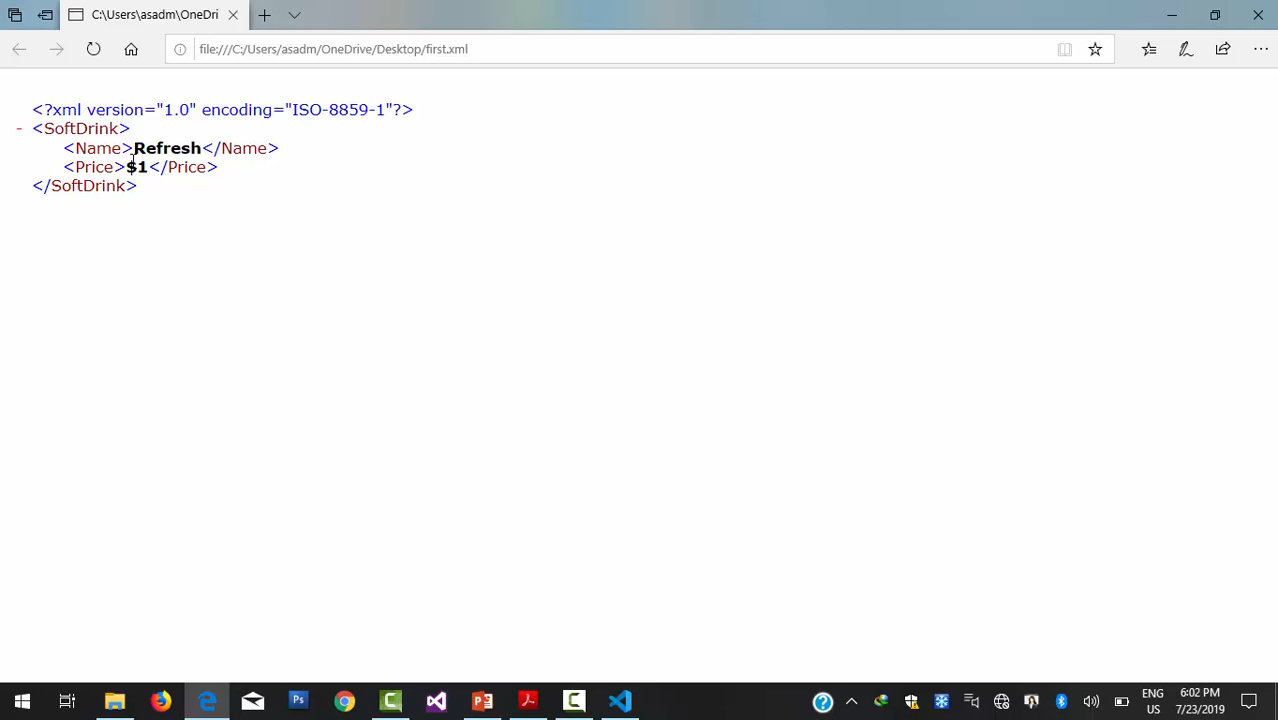 C:\Users\asadm\OneDri
file:///C:/Users/asadm/OneDrive/Desktop/first.xml
<?xml version="1.0" encoding="ISO-8859-1"?>
- <SoftDrink>
<Name>Refresh</Name>
<Price>$1</Price>
</SoftDrink>
Ps
ENG 6:02 PM
US 7/23/2019